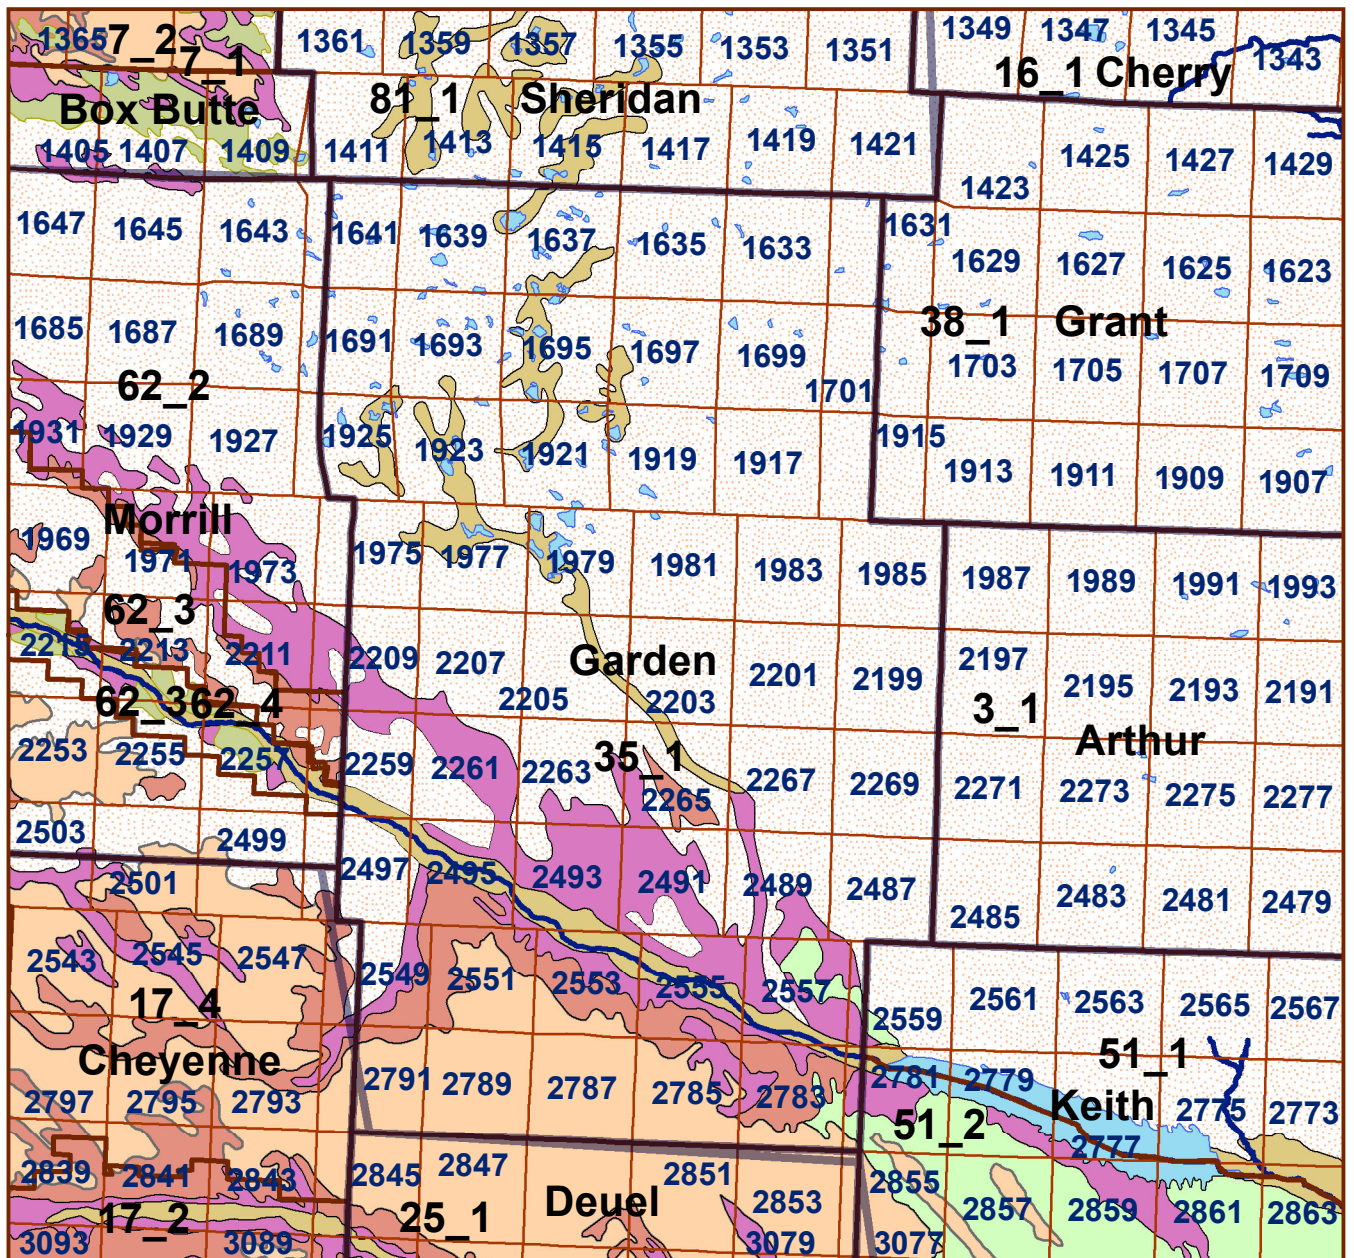 1365 7_2 1361 1359 1357 1355 1353 1351 1349 1347 1345 1343
7_1 16_1 Cherry
Box Butte 81_1 Sheridan
1405 1407 1409 1411 1413 1415 1417 1419 1421 1423 1425 1427 1429
1647 1645 1643 1641 1639 1637 1635 1633 1631 1629 1627 1625 1623
38_1 Grant
1685 1687 1689 1691 1693 1695 1697 1699 1701 1703 1705 1707 1709
62_2
1931 1929 1927 1925 1923 1921 1919 1917 1915 1913 1911 1909 1907
Morrill
1969 1971 1973 1975 1977 1979 1981 1983 1985 1987 1989 1991 1993
62_3
2215 2213 2211 2209 2207 2205 2203 2201 2199 2197 2195 2193 2191
Garden
62_3 62_4 3_1
Arthur
35_1
2253 2255 2257 2259 2261 2263 2265 2267 2269 2271 2273 2275 2277
2503 2501 2499 2497 2495 2493 2491 2489 2487 2485 2483 2481 2479
2543 2545 2547 2549 2551 2553 2555 2557 2559 2561 2563 2565 2567
17_4
Cheyenne 51_1
Keith
2797 2795 2793 2791 2789 2787 2785 2783 2781 2779 2777 2775 2773
51_2
2839 2841 2843 2845 2847 2851 2853 2855 2857 2859 2861 2863
17_2 25_1 Deuel
3093 3089 3079 3077